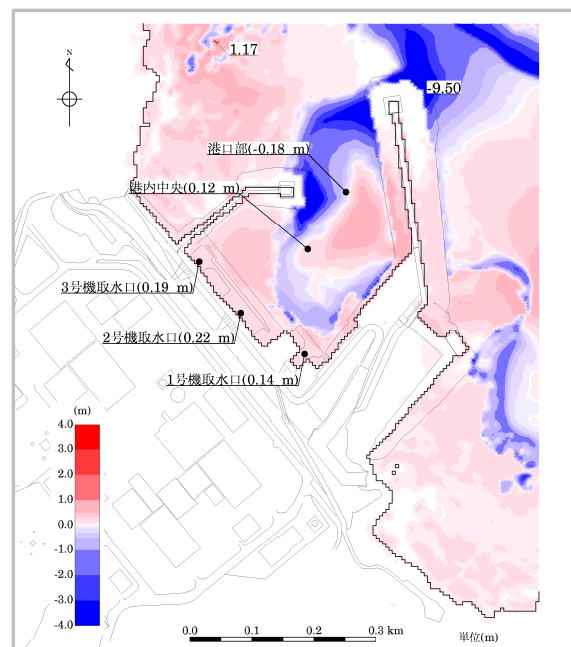 1.17
N
-9.50
港口部(-0.18 m)
港内中央(0.12 m)
3号機取水口(0.19 m)
2号機取水口(0.22 m)
1号機取水口(0.14 m)
(m)
4.0
3.0
2.0
1.0
0.0
-1.0
-2.0
-3.0
-4.0
0.0 0.1 0.2 0.3 km
単位(m)